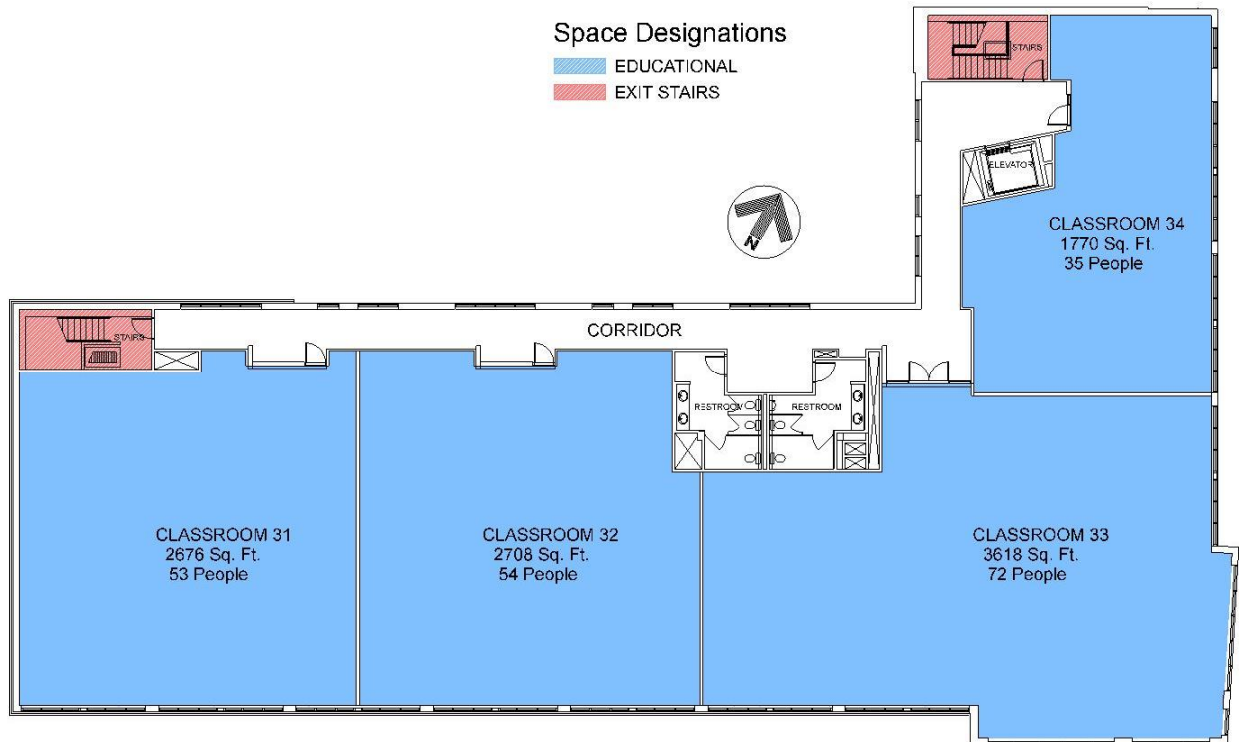 Space Designations
EDUCATIONAL
EXIT STAIRS
STAIRS
ELEVATOR
N
CLASSROOM 34
1770 Sq. Ft.
35 People
STAIRS
CORRIDOR
RESTROOM
RESTROOM
CLASSROOM 31
2676 Sq. Ft.
53 People
CLASSROOM 32
2708 Sq. Ft.
54 People
CLASSROOM 33
3618 Sq. Ft.
72 People